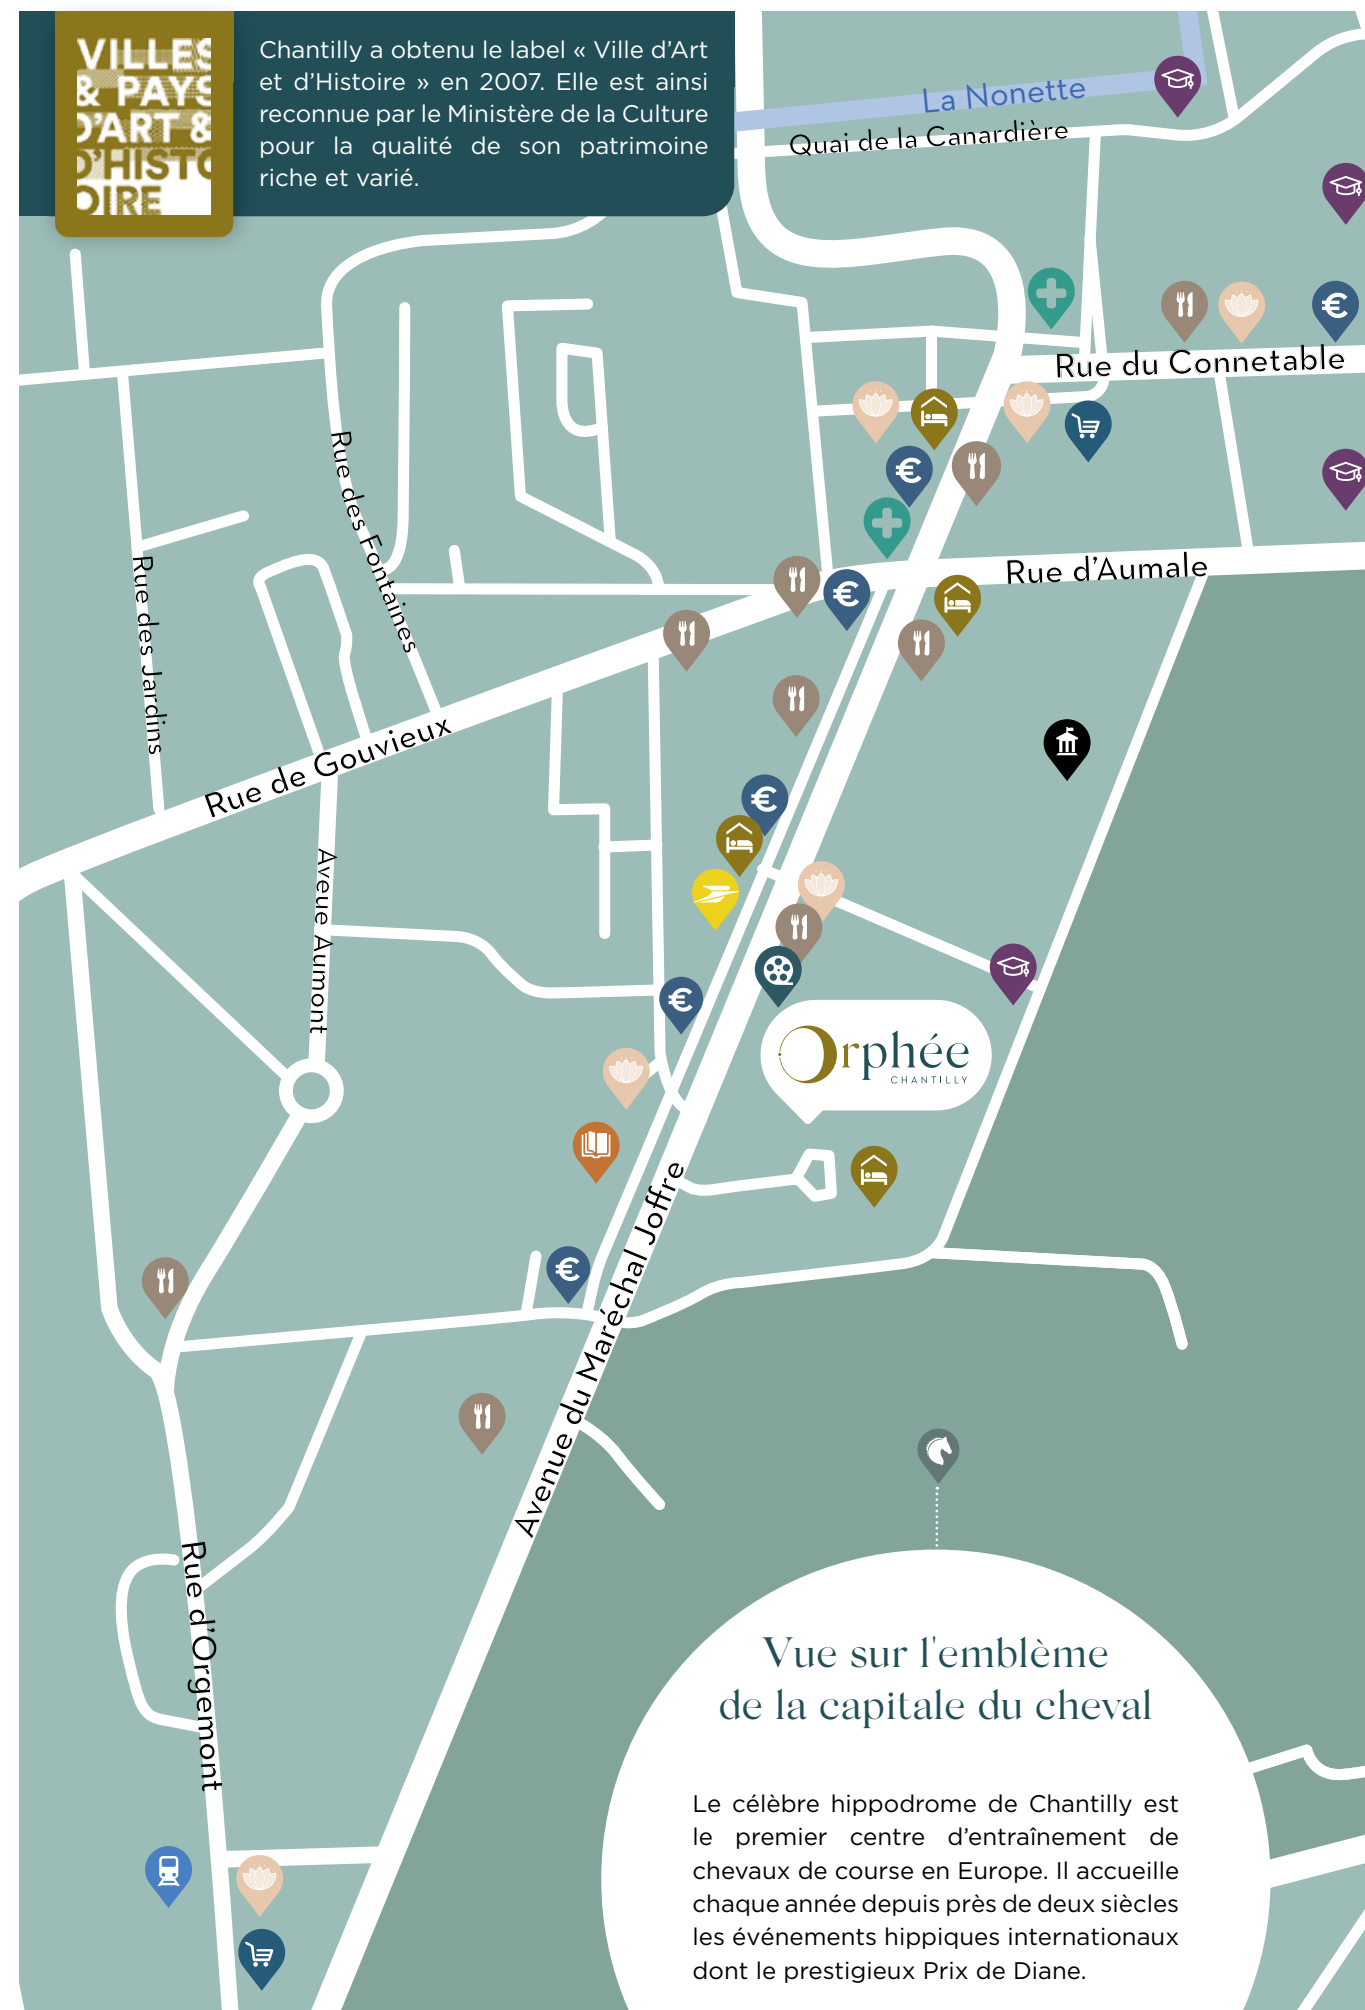 VILLES
& PAYS
D'ART &
D'HISTO
OIRE
Chantilly a obtenu le label « Ville d’Art
et d’Histoire » en 2007. Elle est ainsi
reconnue par le Ministère de la Culture
pour la qualité de son patrimoine
riche et varié.
La Nonette
Quai de la Canardière
Rue du Connetable
Rue des Fontaines
Rue d’Aumale
Rue des Jardins
Rue de Gouvieux
Aveue Aumont
Orphée
CHANTILLY
Avenue du Maréchal Joffre
Rue d’Orgemont
Vue sur l'emblème
de la capitale du cheval
Le célèbre hippodrome de Chantilly est
le premier centre d’entraînement de
chevaux de course en Europe. Il accueille
chaque année depuis près de deux siècles
les événements hippiques internationaux
dont le prestigieux Prix de Diane.